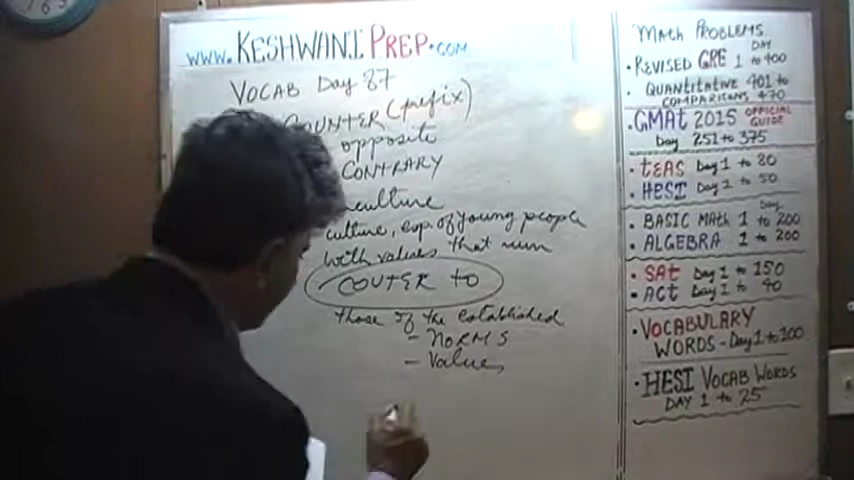 www.KESHWANI PREP.com
VOCAB Day 87
COUNTER (prefix)
opposite
CONTRARY
culture
culture, esp. of young people
with values that run
COUTER TO
those of the established
- NORMS
- Value,
MATH PROBLEMS
DAY
• REVISED GRE 1 to 400
• QUANTITATIVE 401 to
COMPARISONS 470
• GMAT 2015 OFFICIAL GUIDE
Day 251 to 375
• TEAS Day 1 to 80
• HESI Day 1 to 50
Day
• BASIC MATH 1 to 200
• ALGEBRA 1 to 200
• SAT Day 1 to 150
• ACT Day 1 to 40
• VOCABULARY
WORDS - Day 1 to 100
• HESI VOCAB WORDS
DAY 1 to 25